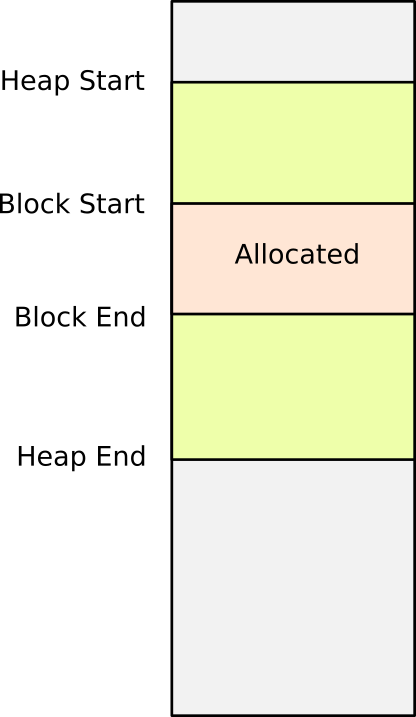 Heap Start
Block Start
Allocated
Block End
Heap End